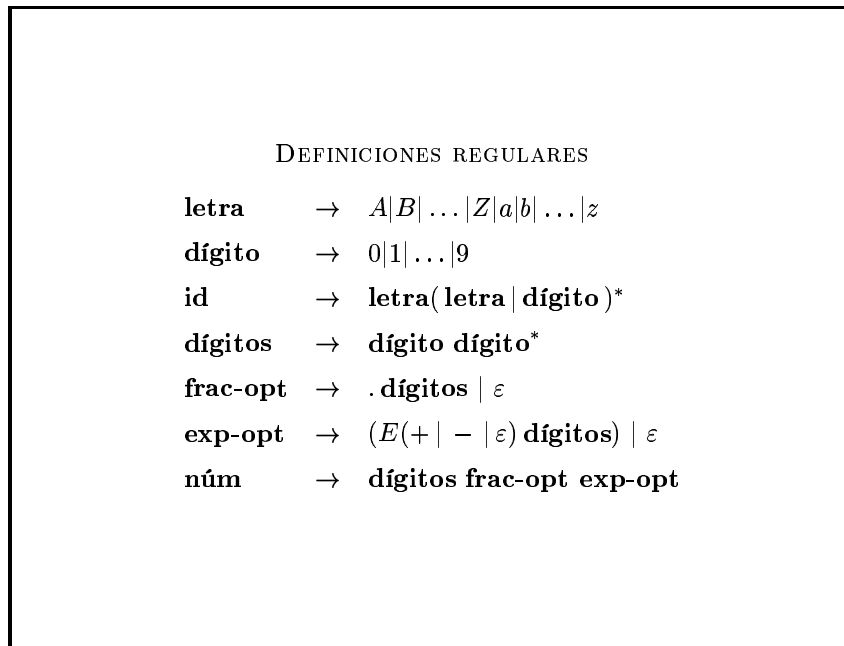 DEFINICIONES REGULARES
letra → A|B| ... |Z|a|b| ... |z
dígito → 0|1| ... |9
id → letra( letra | dígito )*
dígitos → dígito dígito*
frac-opt → . dígitos | ε
exp-opt → (E(+ | − | ε) dígitos) | ε
núm → dígitos frac-opt exp-opt